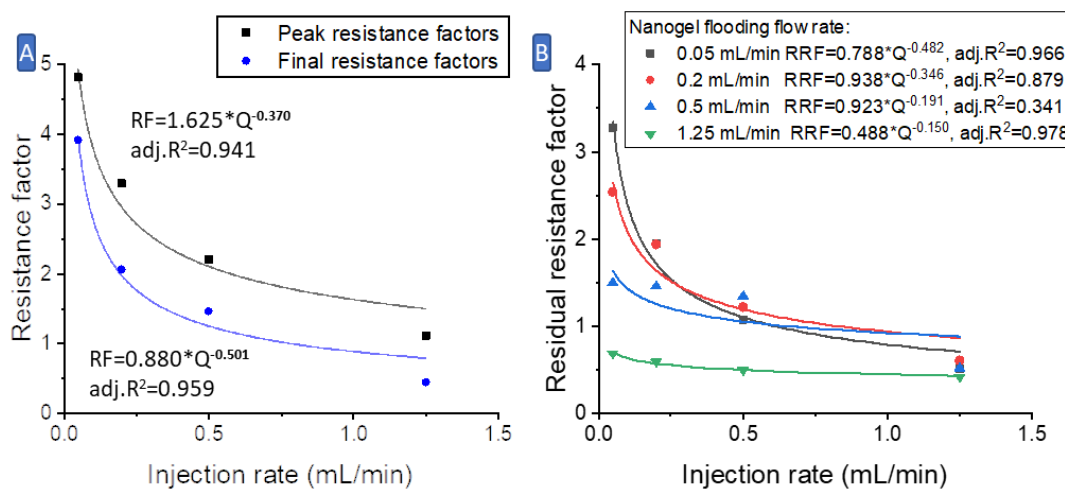 A
Peak resistance factors
Final resistance factors
RF=1.625*Q^-0.370
adj.R²=0.941
RF=0.880*Q^-0.501
adj.R²=0.959
5
4
3
2
1
0
0.0 0.5 1.0 1.5
Resistance factor
Injection rate (mL/min)
B
Nanogel flooding flow rate:
0.05 mL/min RRF=0.788*Q^-0.482, adj.R²=0.966
0.2 mL/min RRF=0.938*Q^-0.346, adj.R²=0.879
0.5 mL/min RRF=0.923*Q^-0.191, adj.R²=0.341
1.25 mL/min RRF=0.488*Q^-0.150, adj.R²=0.978
4
3
2
1
0
0.0 0.5 1.0 1.5
Residual resistance factor
Injection rate (mL/min)